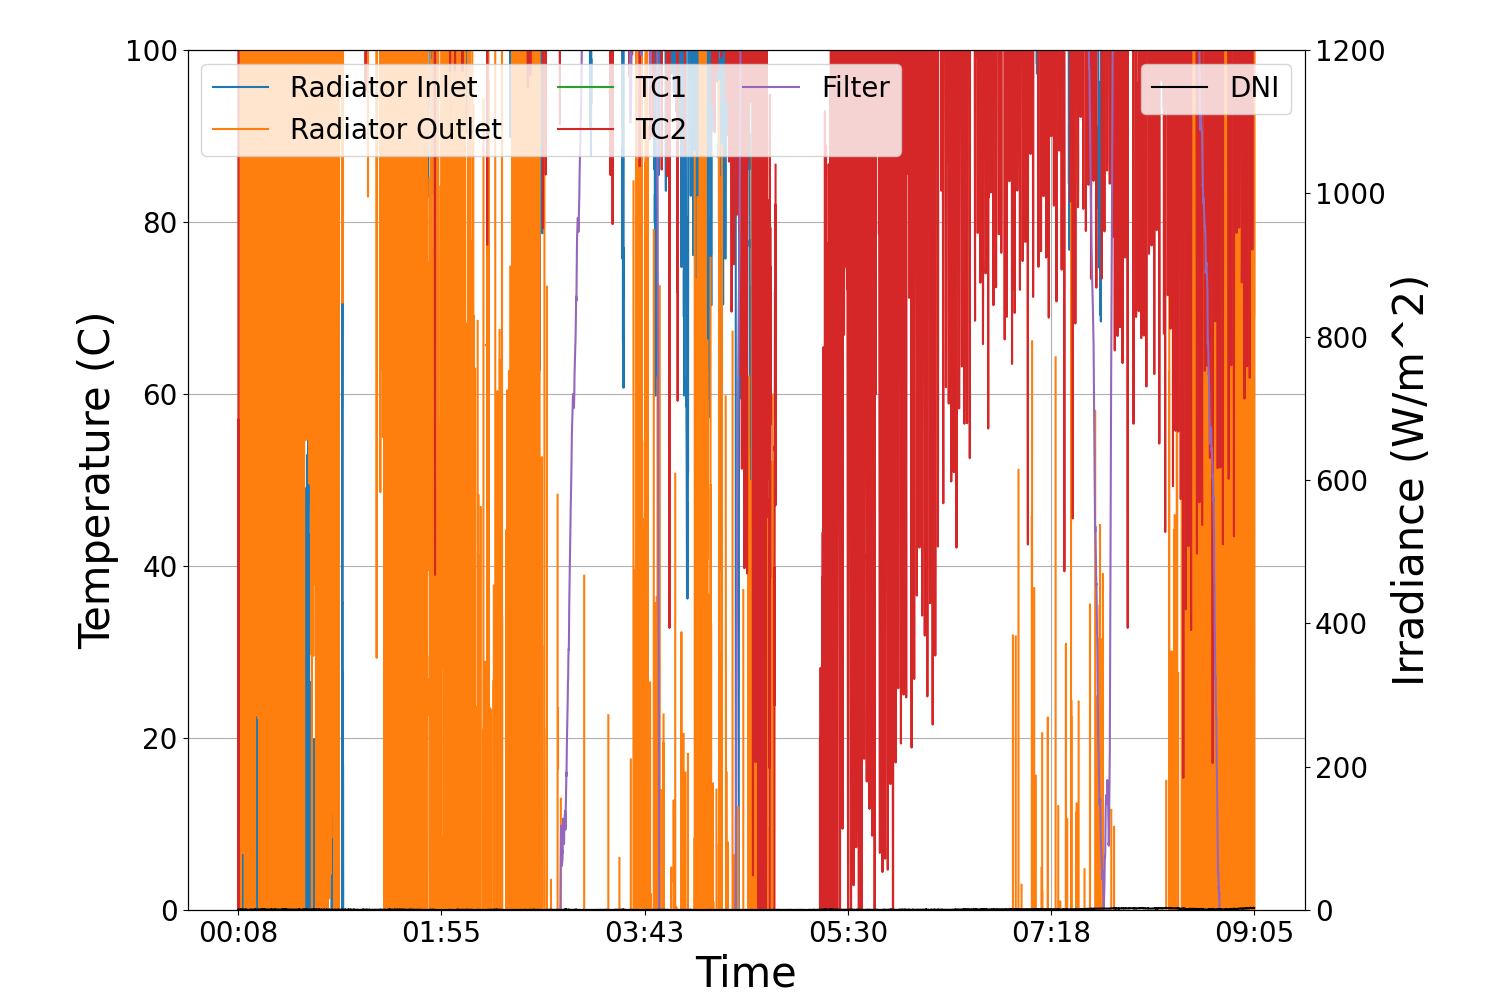 100
80
60
40
20
0
Temperature (C)
Radiator Inlet
Radiator Outlet
TC1
TC2
Filter
DNI
1200
1000
800
600
400
200
0
Irradiance (W/m^2)
00:08 01:55 03:43 05:30 07:18 09:05
Time